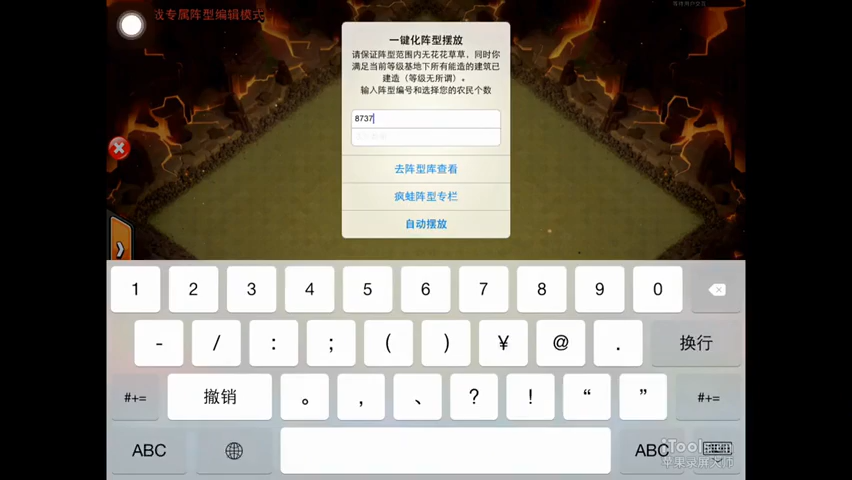 戏专属阵型编辑模式
一键化阵型摆放
请保证阵型范围内无花花草草，同时你
满足当前等级基地下所有能造的建筑已
建造（等级无所谓）。
输入阵型编号和选择您的农民个数
8737
去阵型库查看
疯蛙阵型专栏
自动摆放
1 2 3 4 5 6 7 8 9 0
- / : ; ( ) ¥ @ . 换行
#+= 撤销 。 , 、 ? ! “ ” #+=
ABC ABC
苹果录屏大师